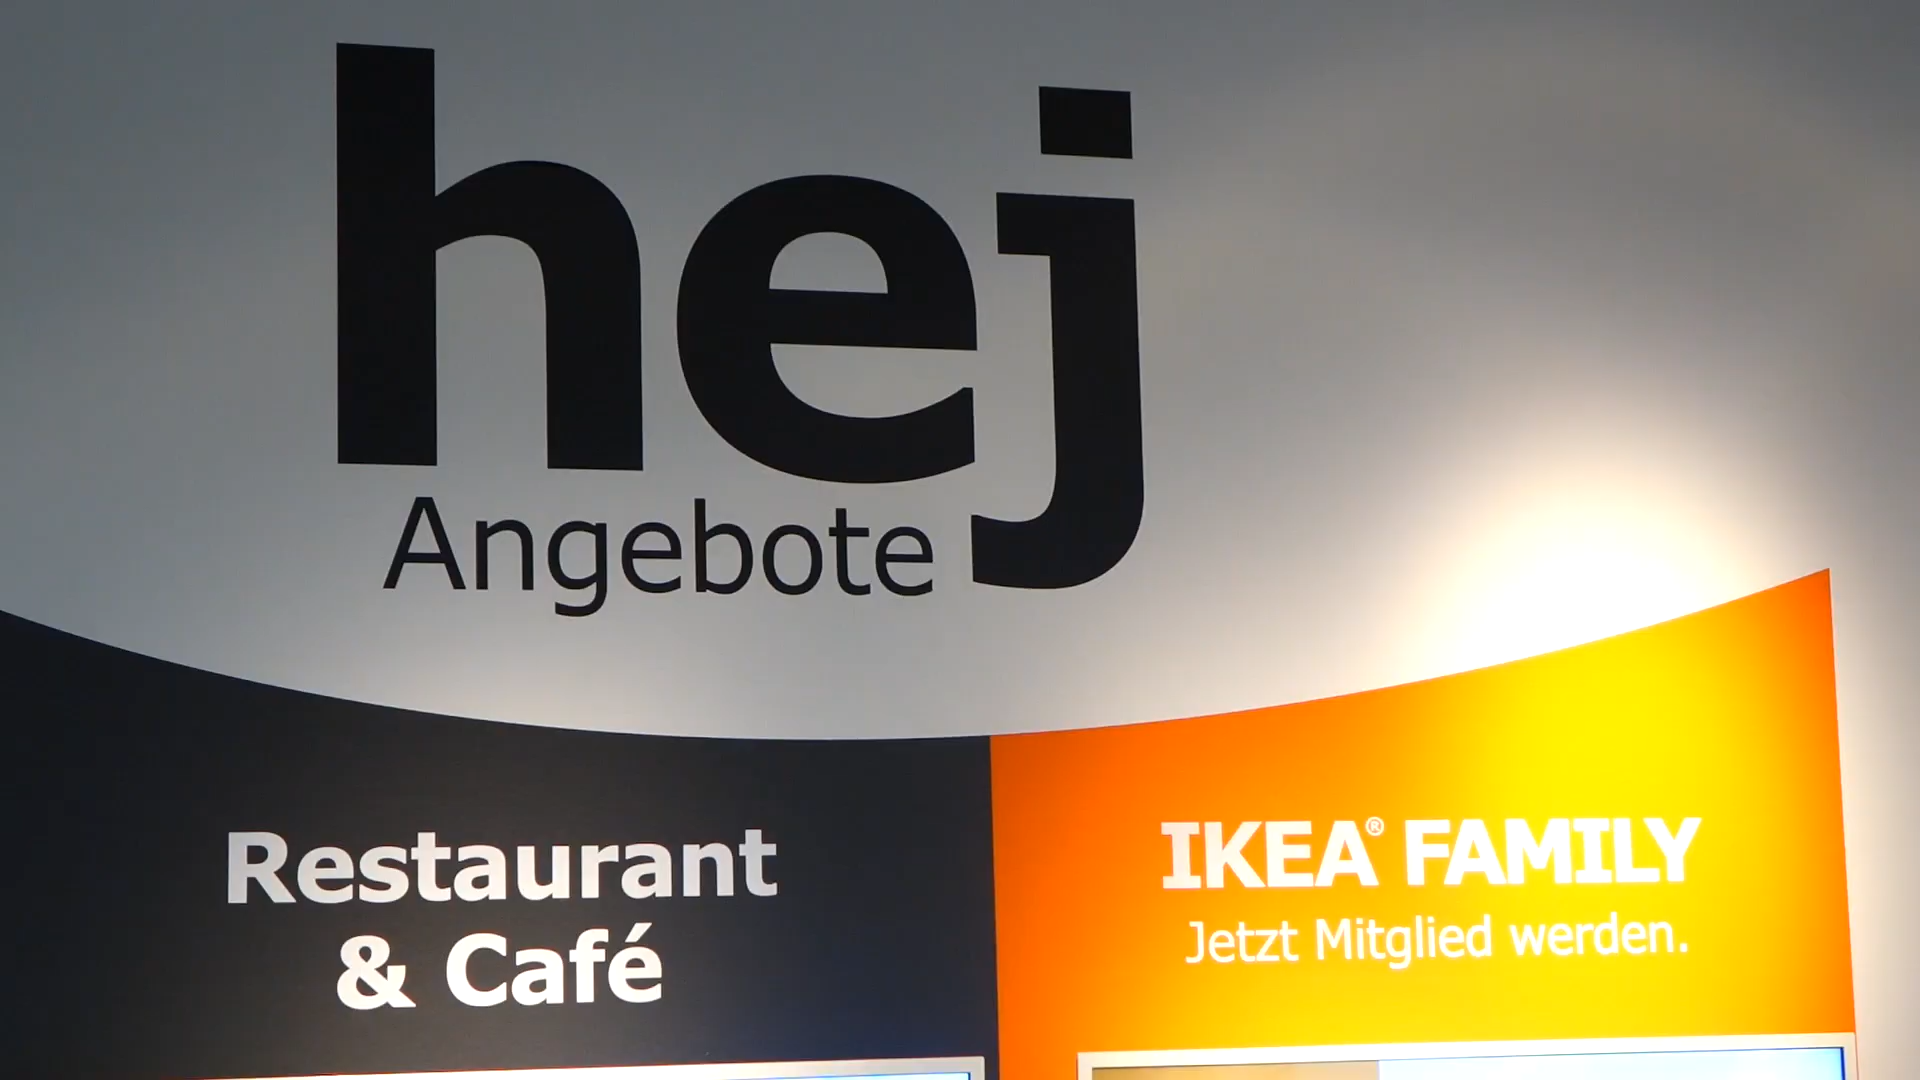 hej
Angebote
Restaurant
& Café
IKEA® FAMILY
Jetzt Mitglied werden.